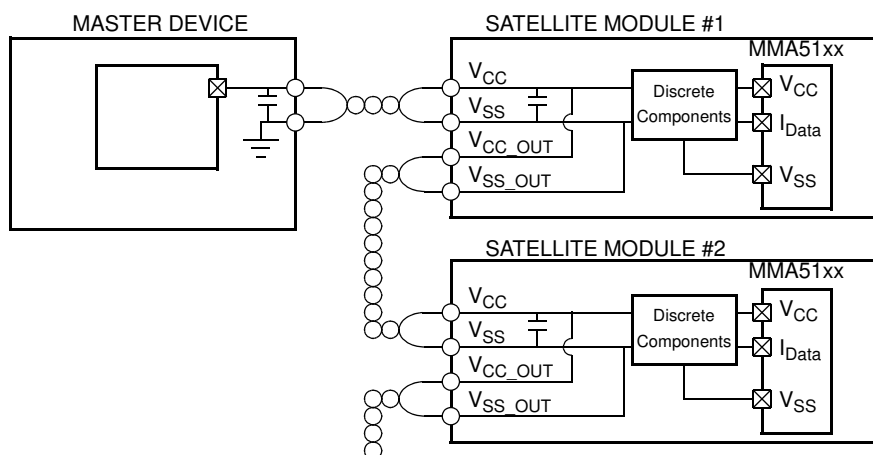 MASTER DEVICE
SATELLITE MODULE #1
MMA51xx
VCC
VSS
VCC_OUT
VSS_OUT
Discrete
Components
VCC
IData
VSS
SATELLITE MODULE #2
MMA51xx
VCC
VSS
VCC_OUT
VSS_OUT
Discrete
Components
VCC
IData
VSS